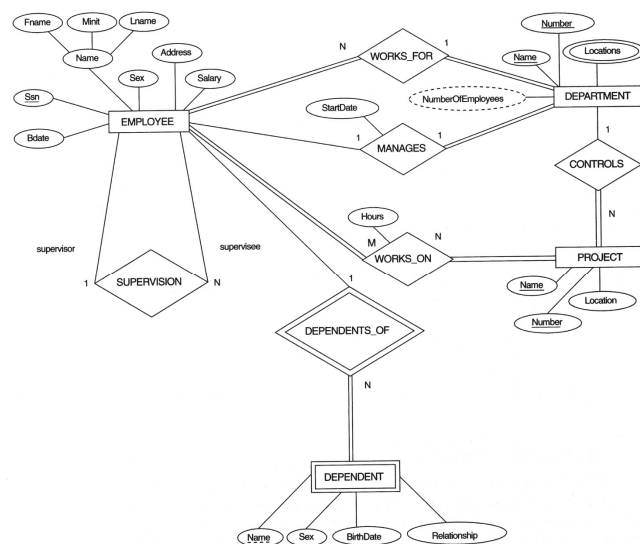 Fname
Minit
Lname
Number
Address
N
WORKS_FOR
1
Locations
Name
Name
Sex
Salary
Ssn
StartDate
NumberOfEmployees
DEPARTMENT
EMPLOYEE
Bdate
1
MANAGES
1
1
CONTROLS
Hours
N
N
supervisor
supervisee
M
WORKS_ON
PROJECT
1
SUPERVISION
N
1
Name
Location
Number
DEPENDENTS_OF
N
DEPENDENT
Name
Sex
BirthDate
Relationship